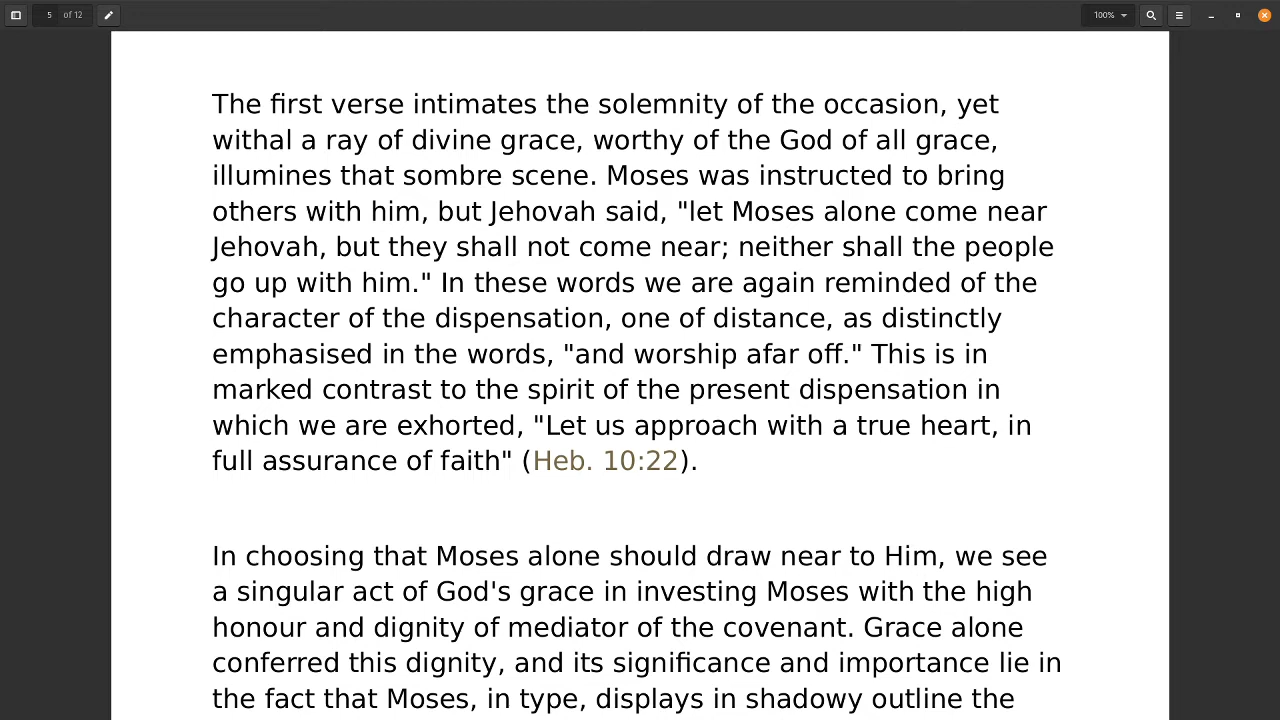 5 of 12
100%
The first verse intimates the solemnity of the occasion, yet
withal a ray of divine grace, worthy of the God of all grace,
illumines that sombre scene. Moses was instructed to bring
others with him, but Jehovah said, "let Moses alone come near
Jehovah, but they shall not come near; neither shall the people
go up with him." In these words we are again reminded of the
character of the dispensation, one of distance, as distinctly
emphasised in the words, "and worship afar off." This is in
marked contrast to the spirit of the present dispensation in
which we are exhorted, "Let us approach with a true heart, in
full assurance of faith" (Heb. 10:22).
In choosing that Moses alone should draw near to Him, we see
a singular act of God's grace in investing Moses with the high
honour and dignity of mediator of the covenant. Grace alone
conferred this dignity, and its significance and importance lie in
the fact that Moses, in type, displays in shadowy outline the